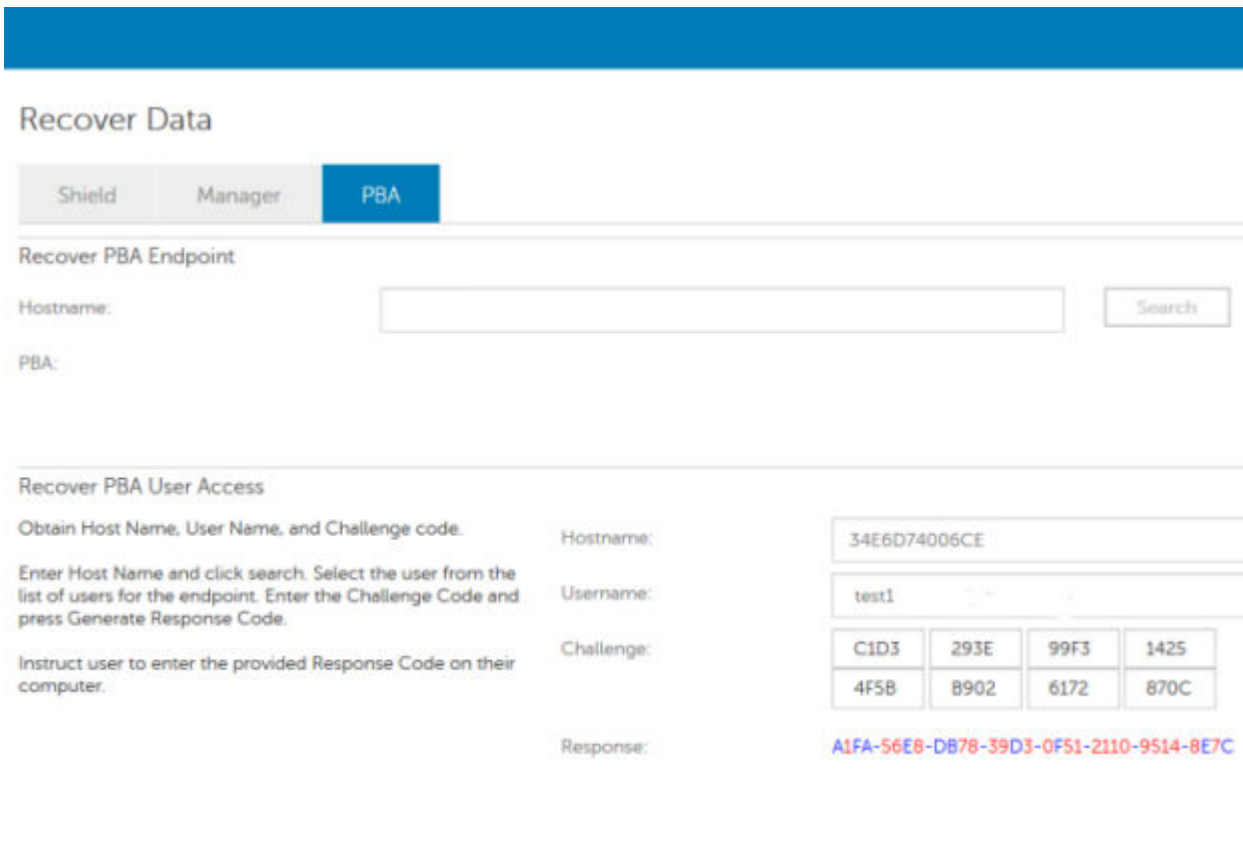 Recover Data
Shield Manager PBA
Recover PBA Endpoint
Hostname: Search
PBA:
Recover PBA User Access
Obtain Host Name, User Name, and Challenge code.
Enter Host Name and click search. Select the user from the
list of users for the endpoint. Enter the Challenge Code and
press Generate Response Code.
Instruct user to enter the provided Response Code on their
computer.
Hostname: 34E6D74006CE
Username: test1
Challenge: C1D3 293E 99F3 1425
4F5B B902 6172 870C
Response: A1FA-56E8-DB78-39D3-0F51-2110-9514-8E7C